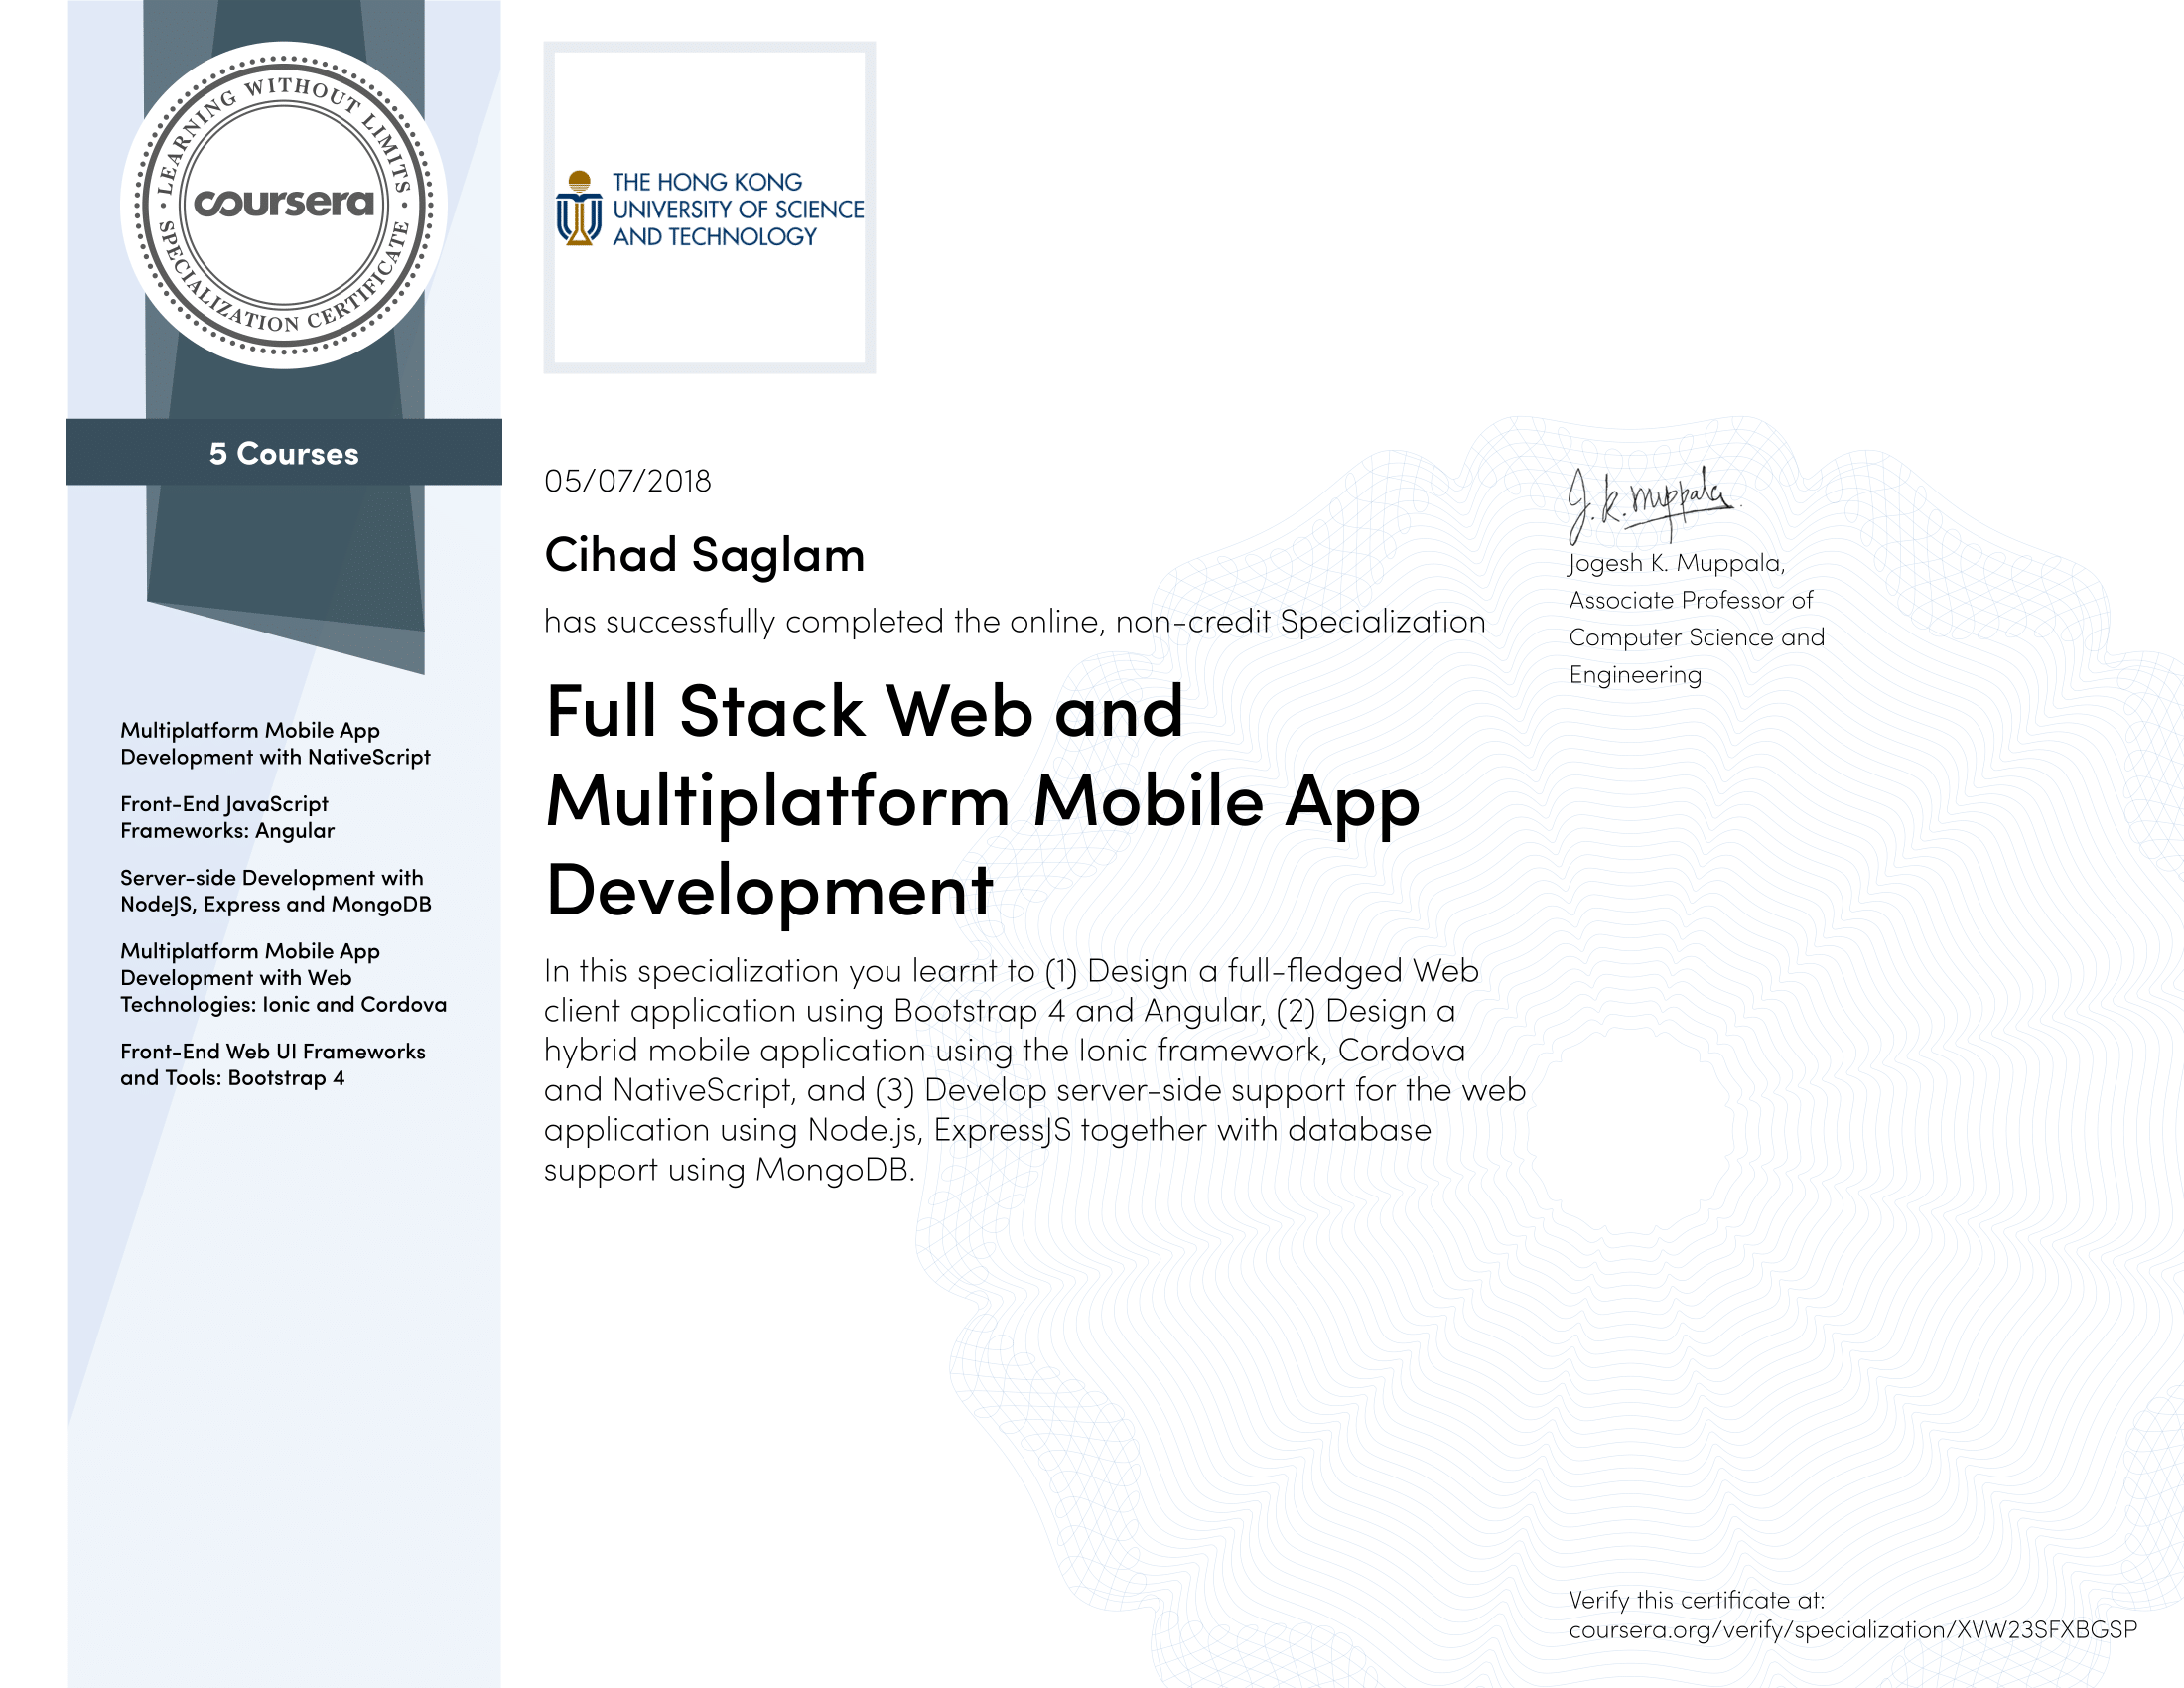 LEARNING WITHOUT LIMITS
coursera
SPECIALIZATION CERTIFICATE
5 Courses
Multiplatform Mobile App
Development with NativeScript
Front-End JavaScript
Frameworks: Angular
Server-side Development with
NodeJS, Express and MongoDB
Multiplatform Mobile App
Development with Web
Technologies: Ionic and Cordova
Front-End Web UI Frameworks
and Tools: Bootstrap 4
THE HONG KONG
UNIVERSITY OF SCIENCE
AND TECHNOLOGY
05/07/2018
Cihad Saglam
has successfully completed the online, non-credit Specialization
Full Stack Web and
Multiplatform Mobile App
Development
In this specialization you learnt to (1) Design a full-fledged Web
client application using Bootstrap 4 and Angular, (2) Design a
hybrid mobile application using the Ionic framework, Cordova
and NativeScript, and (3) Develop server-side support for the web
application using Node.js, ExpressJS together with database
support using MongoDB.
J.K. Muppala
Jogesh K. Muppala,
Associate Professor of
Computer Science and
Engineering
Verify this certificate at:
coursera.org/verify/specialization/XVW23SFXBGSP